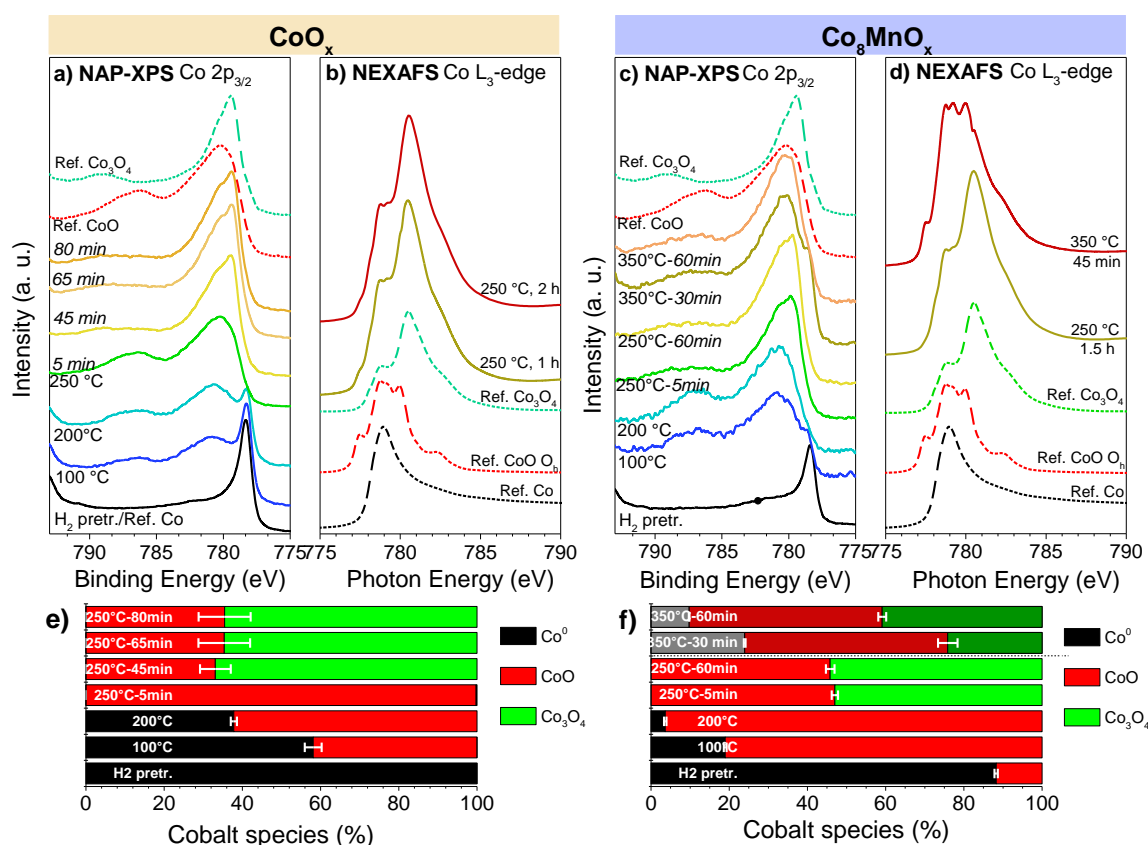 CoOₓ
Co₈MnOₓ
a) NAP-XPS Co 2p₃/₂
b) NEXAFS Co L₃-edge
c) NAP-XPS Co 2p₃/₂
d) NEXAFS Co L₃-edge
Intensity (a. u.)
Ref. Co₃O₄
Ref. CoO
80 min
65 min
45 min
5 min
250 °C
200°C
100 °C
H₂ pretr./Ref. Co
790
785
780
775
Binding Energy (eV)
250 °C, 2 h
250 °C, 1 h
Ref. Co₃O₄
Ref. CoO Oₕ
Ref. Co
775
780
785
790
Photon Energy (eV)
Intensity (a. u.)
Ref. Co₃O₄
Ref. CoO
350°C-60min
350°C-30min
250°C-60min
250°C-5min
200 °C
100°C
H₂ pretr.
790
785
780
775
Binding Energy (eV)
350 °C
45 min
250 °C
1.5 h
Ref. Co₃O₄
Ref. CoO Oₕ
Ref. Co
775
780
785
790
Photon Energy (eV)
e)
250°C-80min
250°C-65min
250°C-45min
250°C-5min
200°C
100°C
H2 pretr.
0 20 40 60 80 100
Cobalt species (%)
Co⁰
CoO
Co₃O₄
f)
350°C-60min
350°C-30 min
250°C-60min
250°C-5min
200°C
100°C
H2 pretr.
0 20 40 60 80 100
Cobalt species (%)
Co⁰
CoO
Co₃O₄